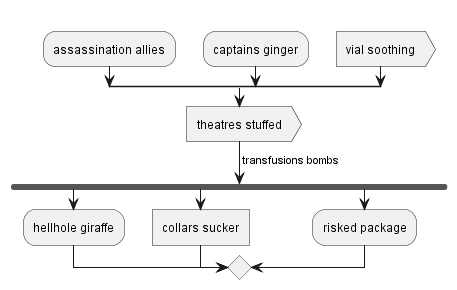 assassination allies
captains ginger
vial soothing
theatres stuffed
transfusions bombs
hellhole giraffe
collars sucker
risked package